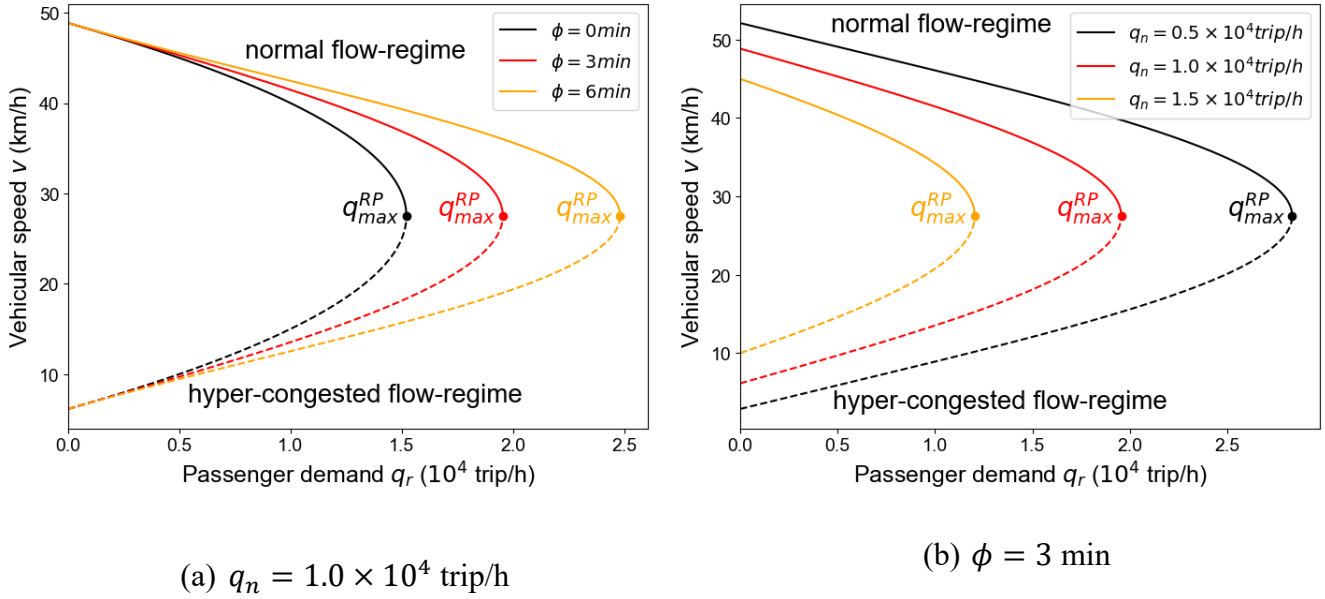 50
40
30
20
10
Vehicular speed v (km/h)
normal flow-regime
ϕ = 0min
ϕ = 3min
ϕ = 6min
q_max^RP
q_max^RP
q_max^RP
hyper-congested flow-regime
0.0 0.5 1.0 1.5 2.0 2.5
Passenger demand q_r (10^4 trip/h)
(a) q_n = 1.0 × 10^4 trip/h
50
40
30
20
10
Vehicular speed v (km/h)
normal flow-regime
q_n = 0.5 × 10^4 trip/h
q_n = 1.0 × 10^4 trip/h
q_n = 1.5 × 10^4 trip/h
q_max^RP
q_max^RP
q_max^RP
hyper-congested flow-regime
0.0 0.5 1.0 1.5 2.0 2.5
Passenger demand q_r (10^4 trip/h)
(b) ϕ = 3 min